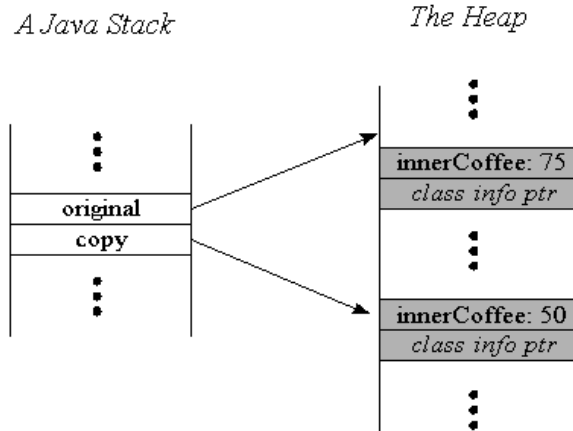 A Java Stack
The Heap
original
copy
innerCoffee: 75
class info ptr
innerCoffee: 50
class info ptr